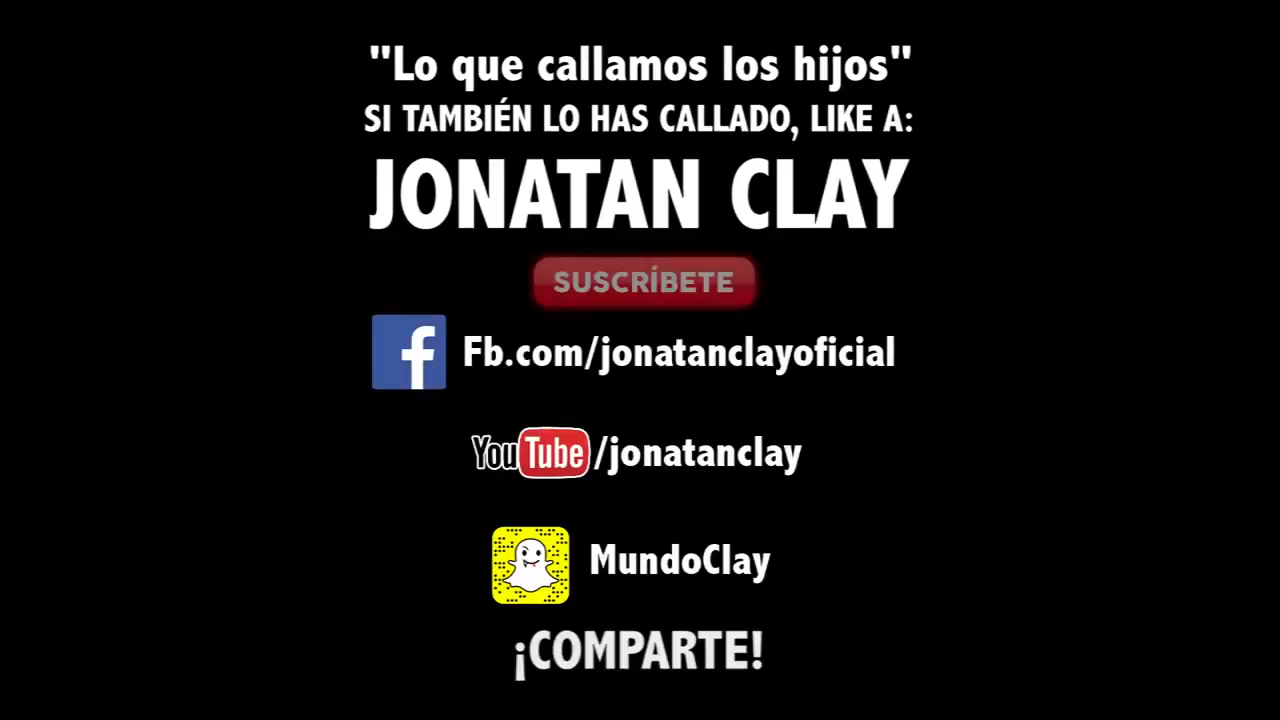 "Lo que callamos los hijos"
SI TAMBIÉN LO HAS CALLADO, LIKE A:
JONATAN CLAY
SUSCRÍBETE
f Fb.com/jonatanclayoficial
YouTube/jonatanclay
MundoClay
¡COMPARTE!